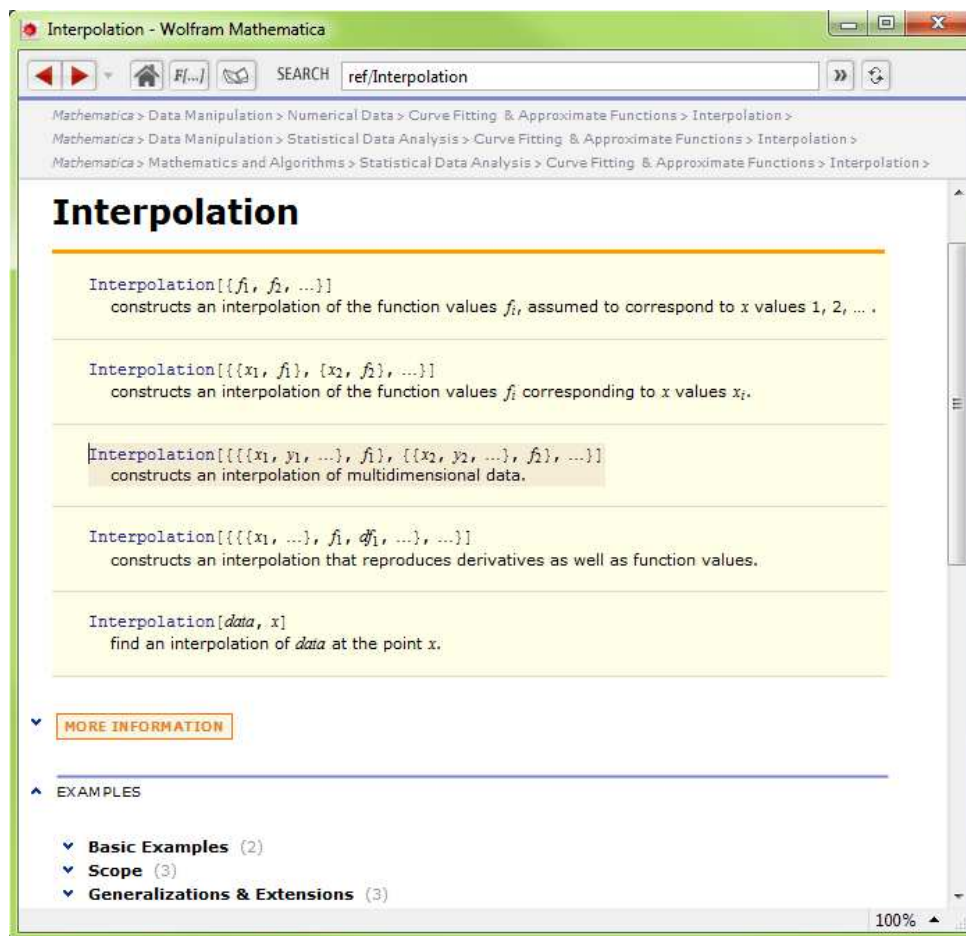 Interpolation - Wolfram Mathematica
F[...] SEARCH ref/Interpolation »
Mathematica > Data Manipulation > Numerical Data > Curve Fitting & Approximate Functions > Interpolation >
Mathematica > Data Manipulation > Statistical Data Analysis > Curve Fitting & Approximate Functions > Interpolation >
Mathematica > Mathematics and Algorithms > Statistical Data Analysis > Curve Fitting & Approximate Functions > Interpolation >
Interpolation
Interpolation[{f₁, f₂, ...}]
constructs an interpolation of the function values fᵢ, assumed to correspond to x values 1, 2, ... .
Interpolation[{{x₁, f₁}, {x₂, f₂}, ...}]
constructs an interpolation of the function values fᵢ corresponding to x values xᵢ.
Interpolation[{{{x₁, y₁, ...}, f₁}, {{x₂, y₂, ...}, f₂}, ...}]
constructs an interpolation of multidimensional data.
Interpolation[{{{x₁, ...}, f₁, df₁, ...}, ...}]
constructs an interpolation that reproduces derivatives as well as function values.
Interpolation[data, x]
find an interpolation of data at the point x.
MORE INFORMATION
EXAMPLES
Basic Examples (2)
Scope (3)
Generalizations & Extensions (3)
100%